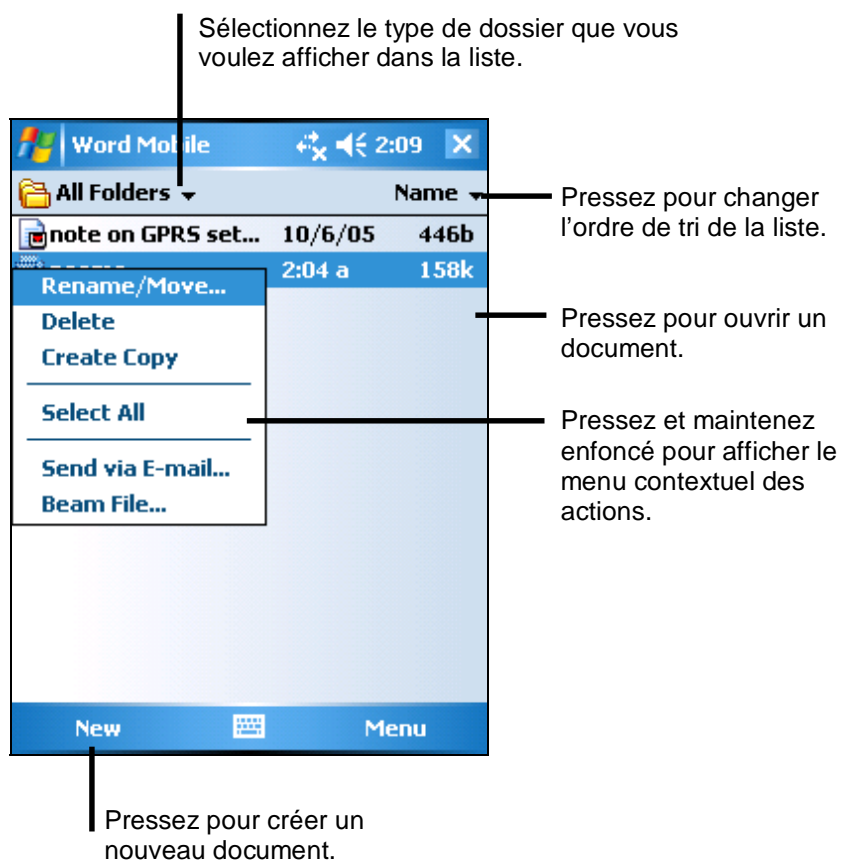 Sélectionnez le type de dossier que vous
voulez afficher dans la liste.
Word Mobile 2:09
All Folders Name
note on GPRS set... 10/6/05 446b
2:04 a 158k
Rename/Move...
Delete
Create Copy
Select All
Send via E-mail...
Beam File...
New Menu
Pressez pour changer
l’ordre de tri de la liste.
Pressez pour ouvrir un
document.
Pressez et maintenez
enfoncé pour afficher le
menu contextuel des
actions.
Pressez pour créer un
nouveau document.